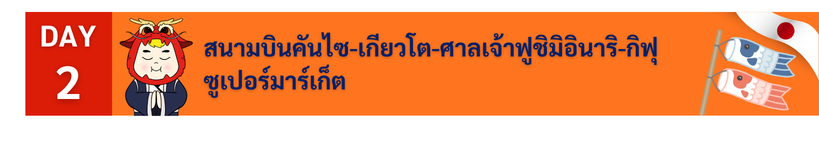 DAY
2
สนามบินคันไซ-เกียวโต-ศาลเจ้าฟูชิมิอินาริ-กิฟุ
ซูเปอร์มาร์เก็ต